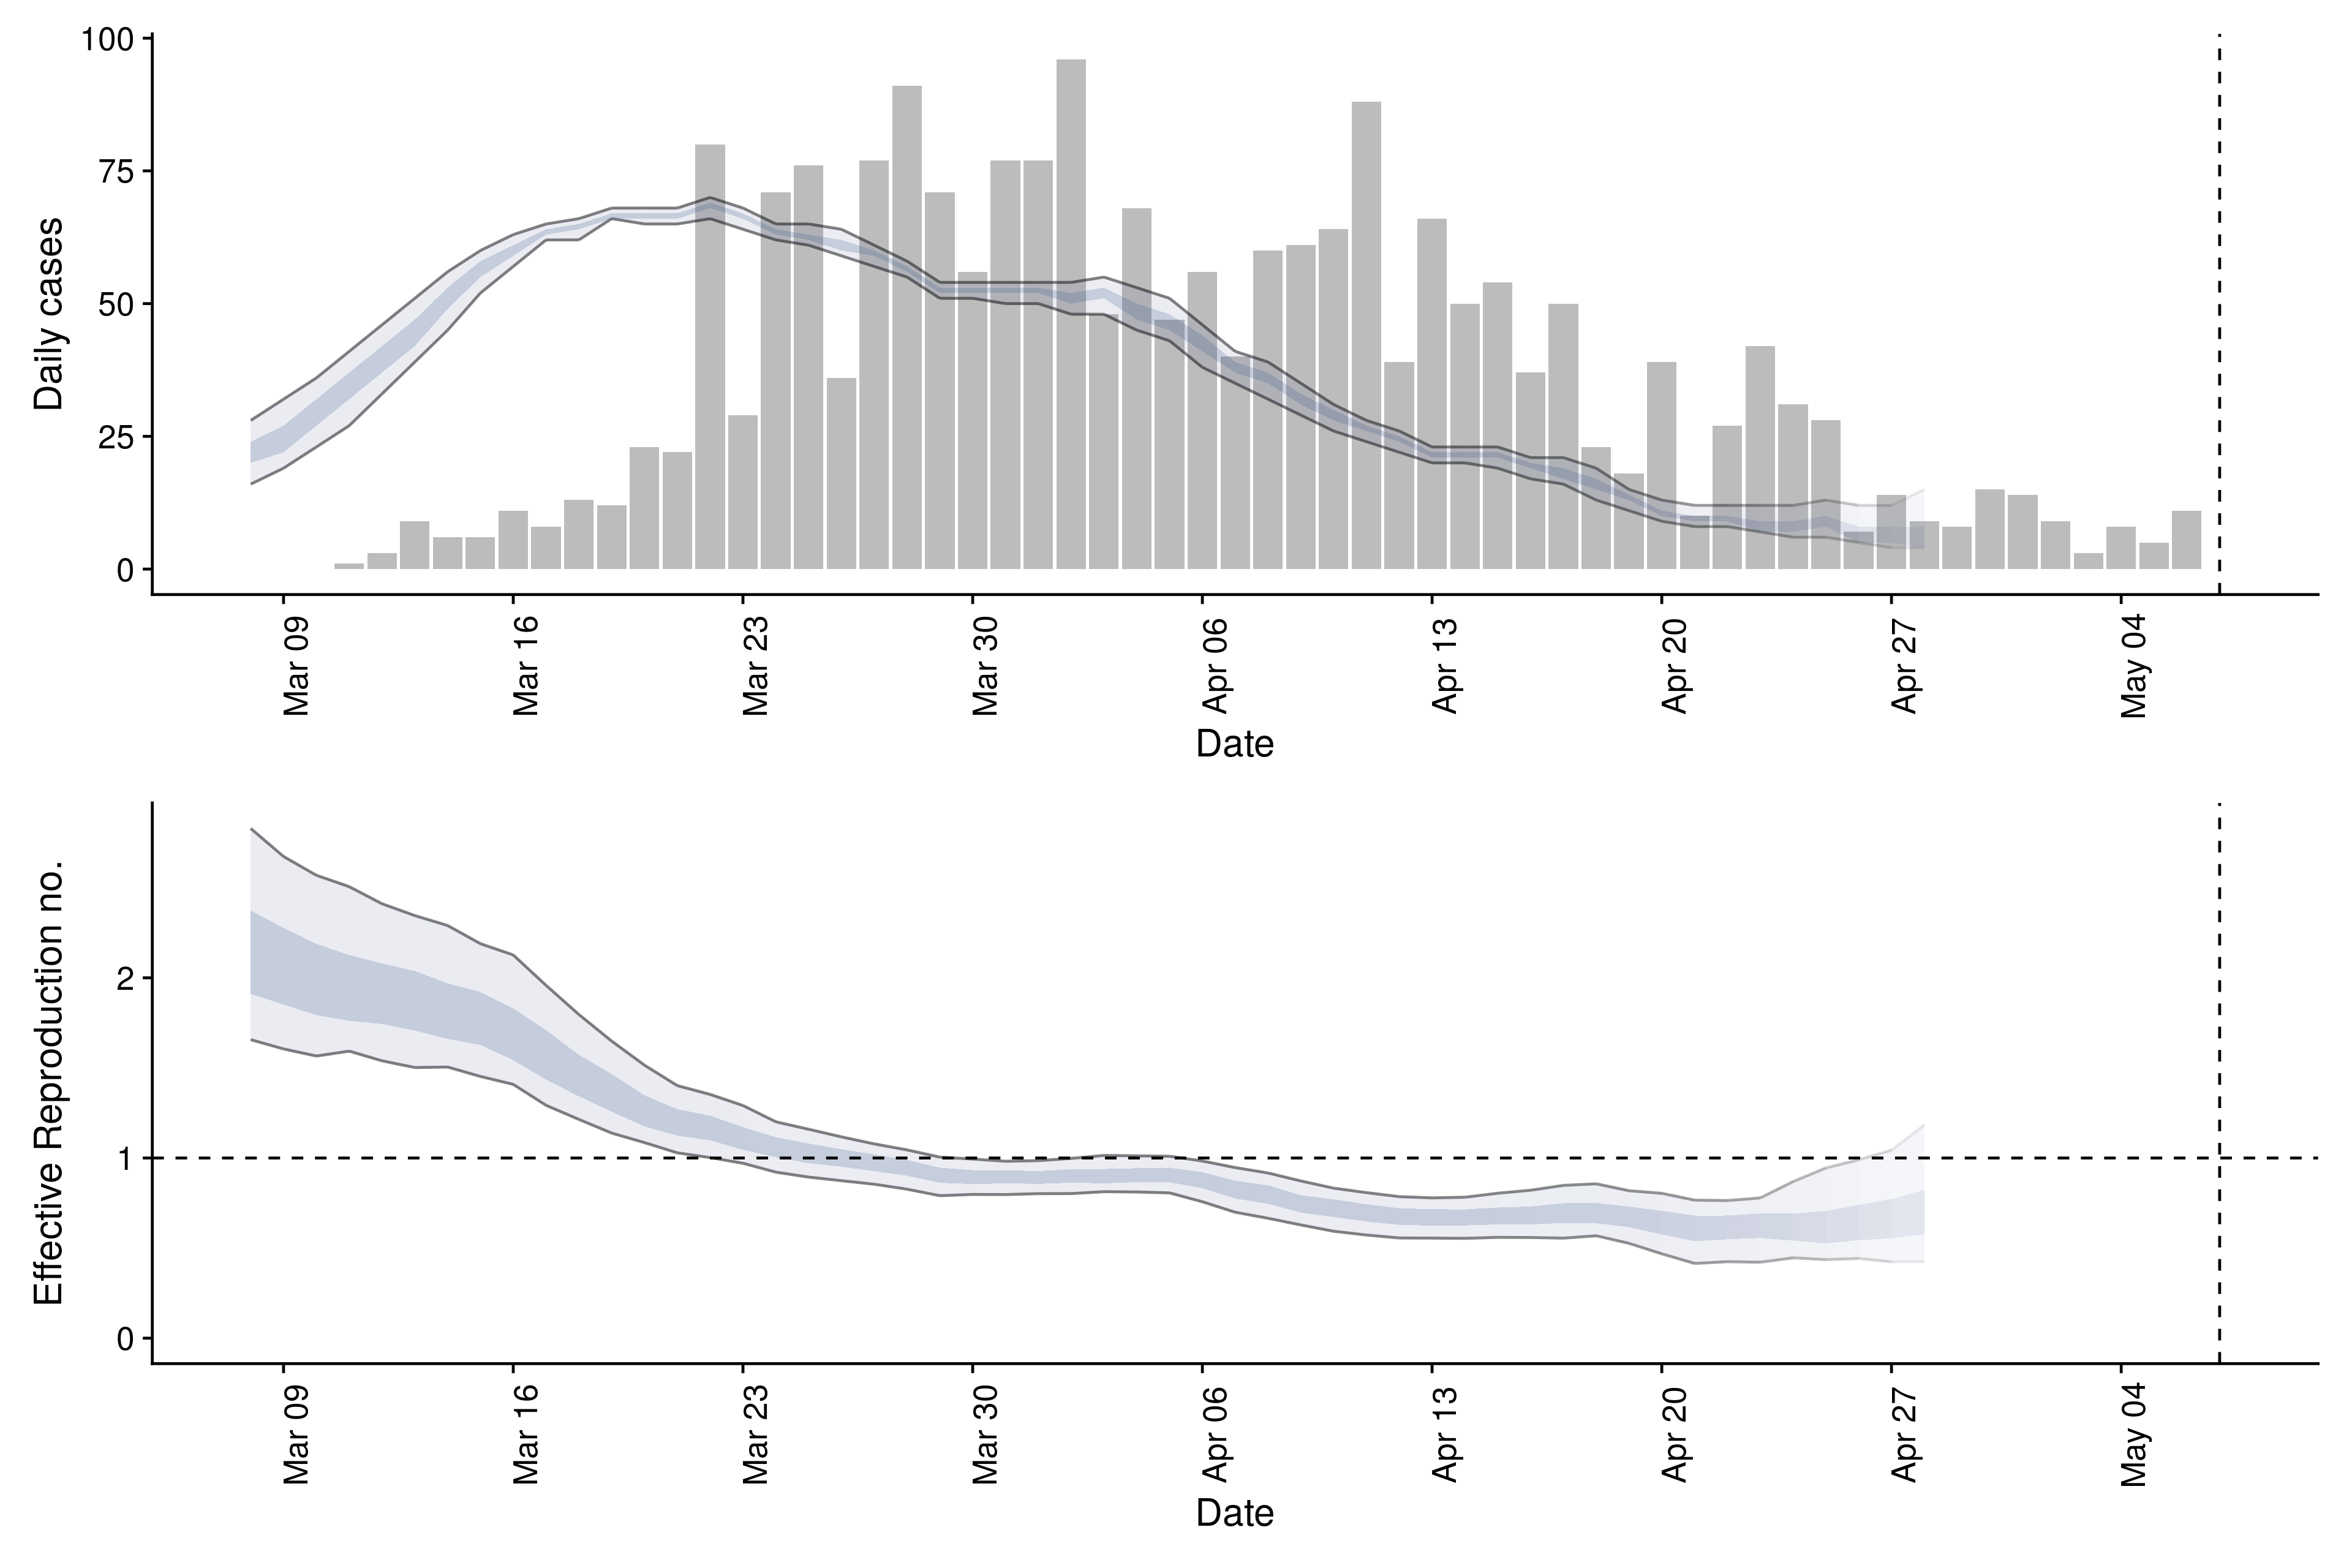 Daily cases
100
75
50
25
0
Mar 09
Mar 16
Mar 23
Mar 30
Apr 06
Apr 13
Apr 20
Apr 27
May 04
Date
Effective Reproduction no.
2
1
0
Mar 09
Mar 16
Mar 23
Mar 30
Apr 06
Apr 13
Apr 20
Apr 27
May 04
Date